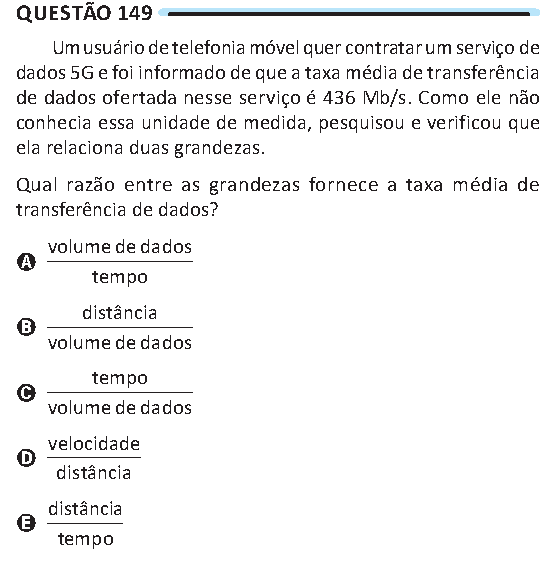 QUESTÃO 149
Um usuário de telefonia móvel quer contratar um serviço de
dados 5G e foi informado de que a taxa média de transferência
de dados ofertada nesse serviço é 436 Mb/s. Como ele não
conhecia essa unidade de medida, pesquisou e verificou que
ela relaciona duas grandezas.
Qual razão entre as grandezas fornece a taxa média de
transferência de dados?
A volume de dados
tempo
B distância
volume de dados
C tempo
volume de dados
D velocidade
distância
E distância
tempo